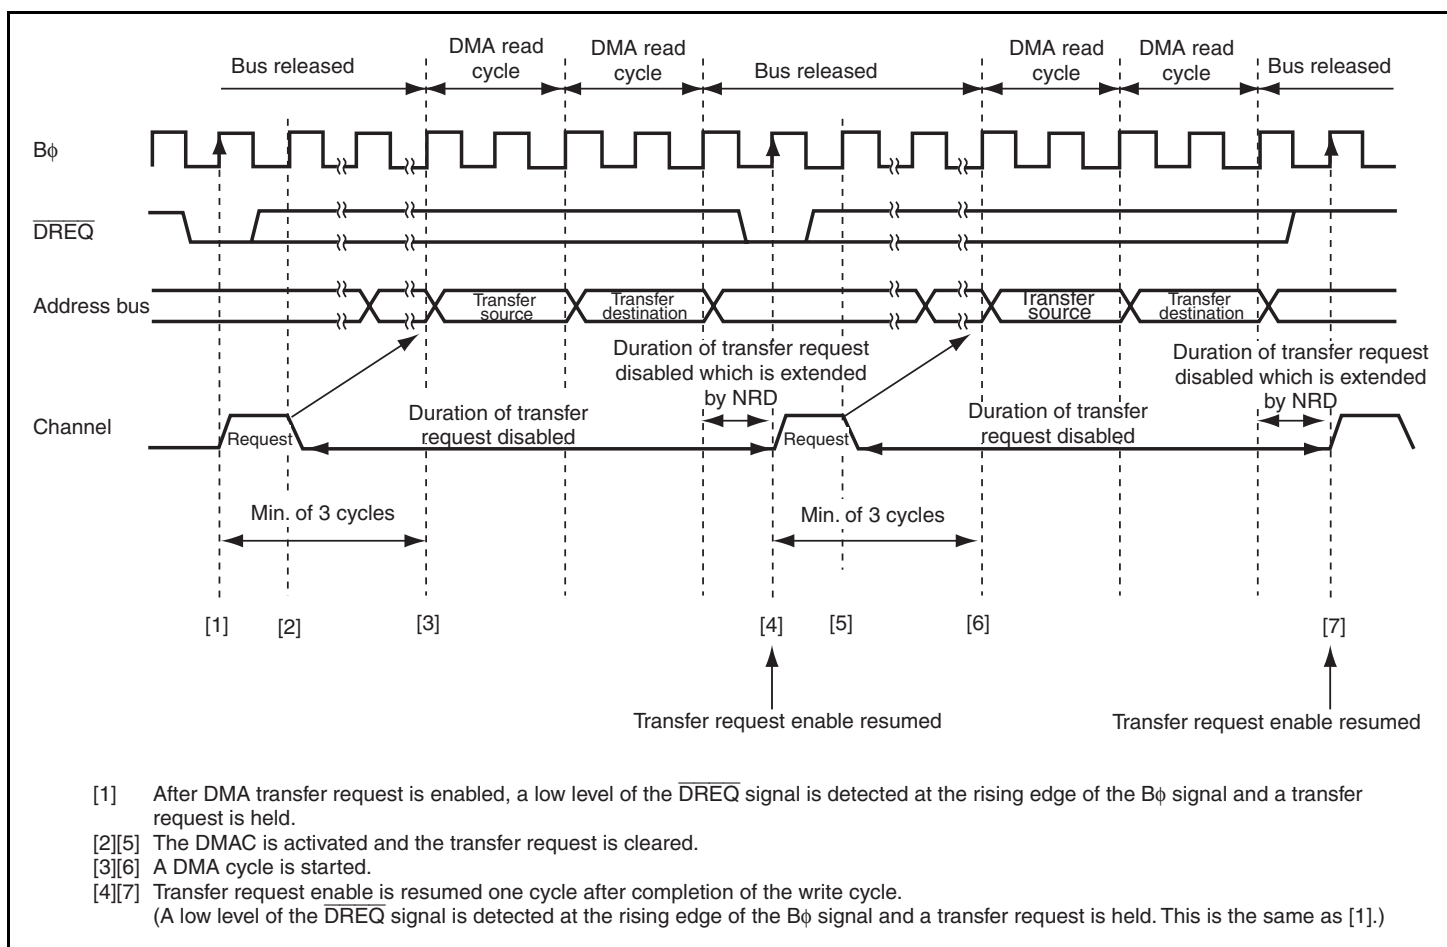 Bus released
DMA read
cycle
DMA read
cycle
Bus released
DMA read
cycle
DMA read
cycle
Bus released
Bφ
DREQ
Address bus
Transfer
source
Transfer
destination
Transfer
source
Transfer
destination
Duration of transfer request
disabled which is extended
by NRD
Duration of transfer request
disabled which is extended
by NRD
Channel
Request
Duration of transfer
request disabled
Request
Duration of transfer
request disabled
Min. of 3 cycles
Min. of 3 cycles
[1]
[2]
[3]
[4]
[5]
[6]
[7]
Transfer request enable resumed
Transfer request enable resumed
[1] After DMA transfer request is enabled, a low level of the DREQ signal is detected at the rising edge of the Bφ signal and a transfer
request is held.
[2][5] The DMAC is activated and the transfer request is cleared.
[3][6] A DMA cycle is started.
[4][7] Transfer request enable is resumed one cycle after completion of the write cycle.
(A low level of the DREQ signal is detected at the rising edge of the Bφ signal and a transfer request is held. This is the same as [1].)